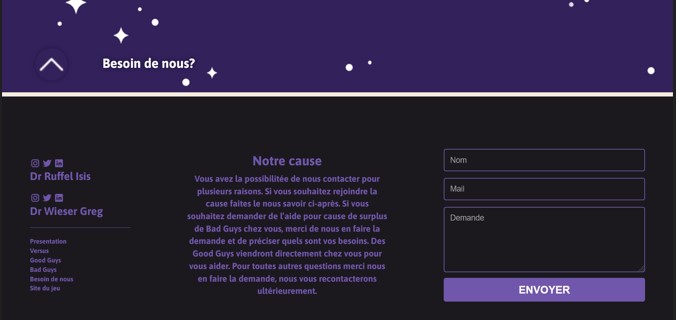 Besoin de nous?
Dr Ruffel Isis
Dr Wieser Greg
Presentation
Versus
Good Guys
Bad Guys
Besoin de nous
Site du jeu
Notre cause
Vous avez la possibilitée de nous contacter pour
plusieurs raisons. Si vous souhaitez rejoindre la
cause faites le nous savoir ci-après. Si vous
souhaitez demander de l'aide pour cause de surplus
de Bad Guys chez vous, merci de nous en faire la
demande et de préciser quels sont vos besoins. Des
Good Guys viendront directement chez vous pour
vous aider. Pour toutes autres questions merci nous
en faire la demande, nous vous recontacterons
ultérieurement.
Nom
Mail
Demande
ENVOYER